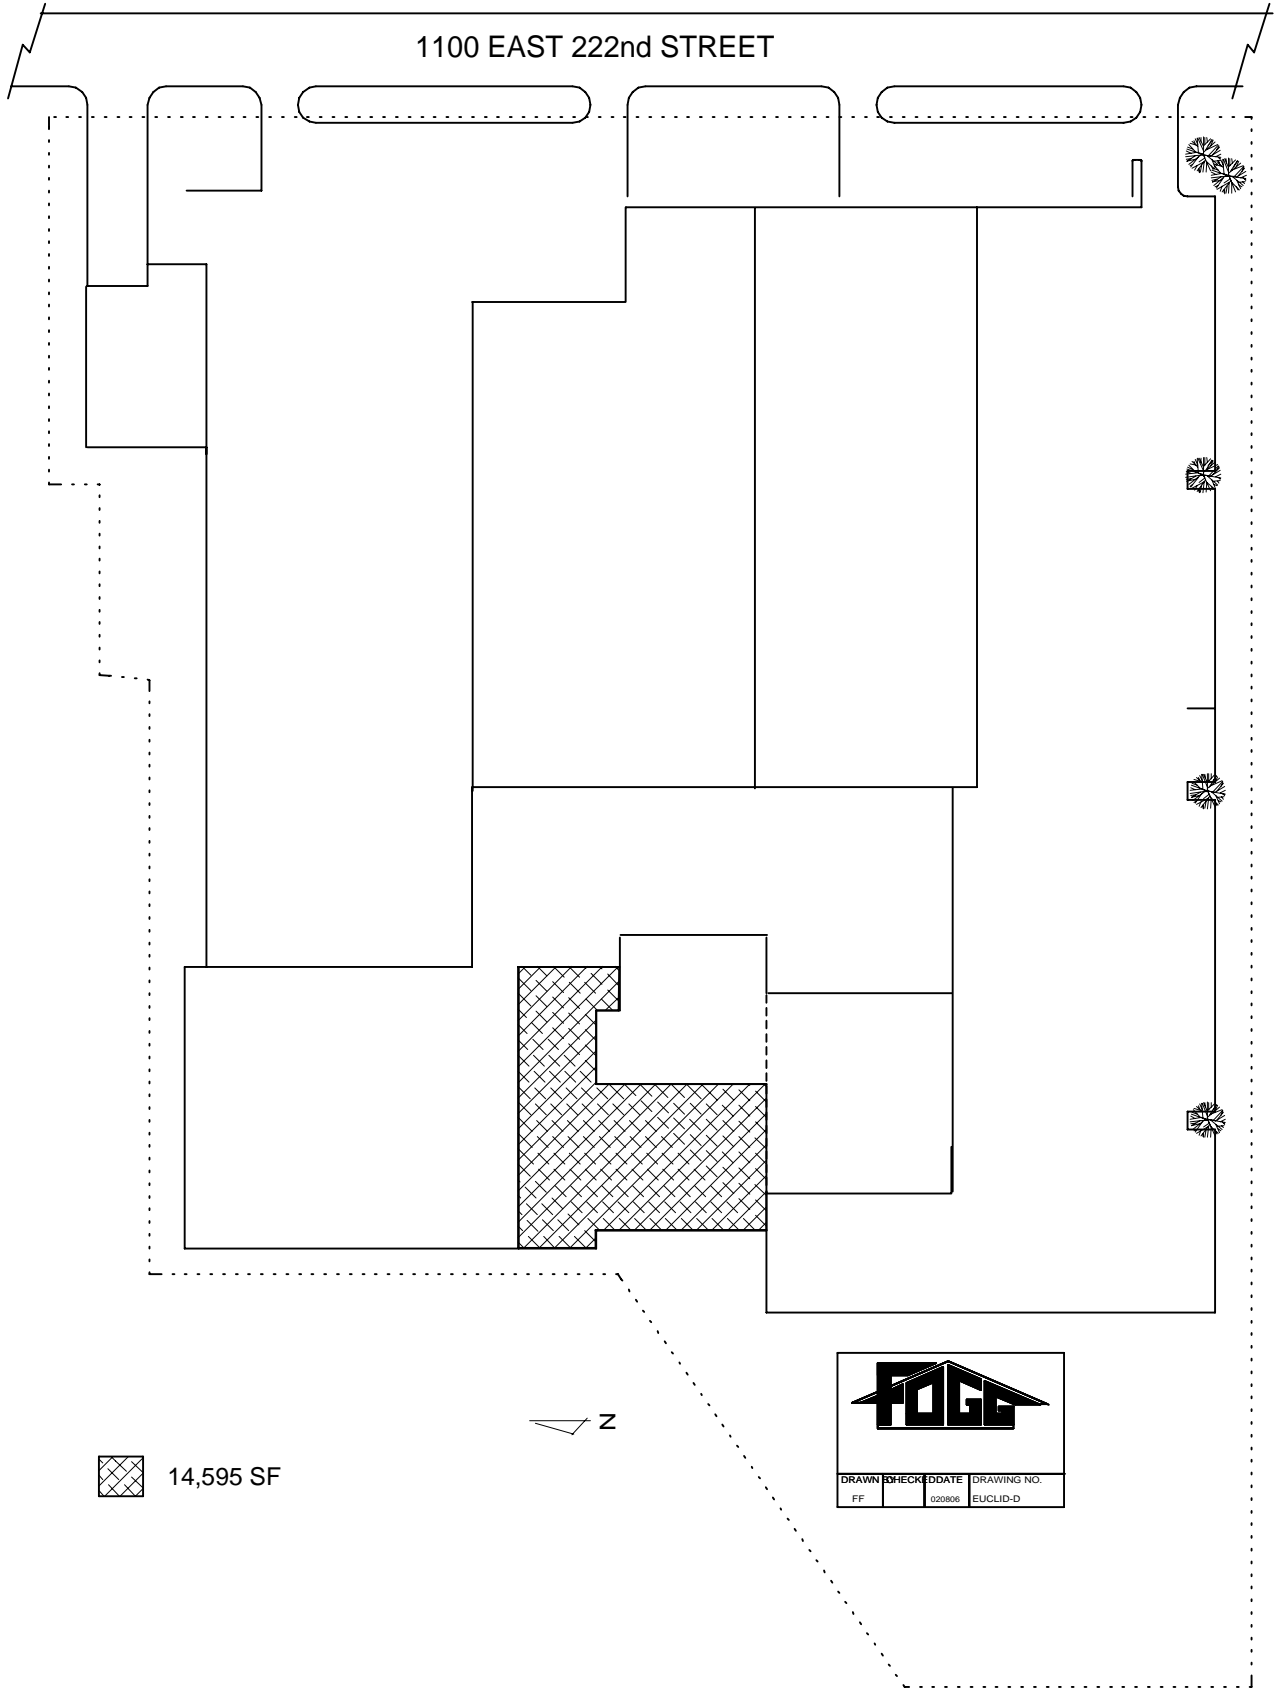 1100 EAST 222nd STREET
N
14,595 SF
FOGG
DRAWN BY CHECKED DATE DRAWING NO.
FF 020806 EUCLID-D